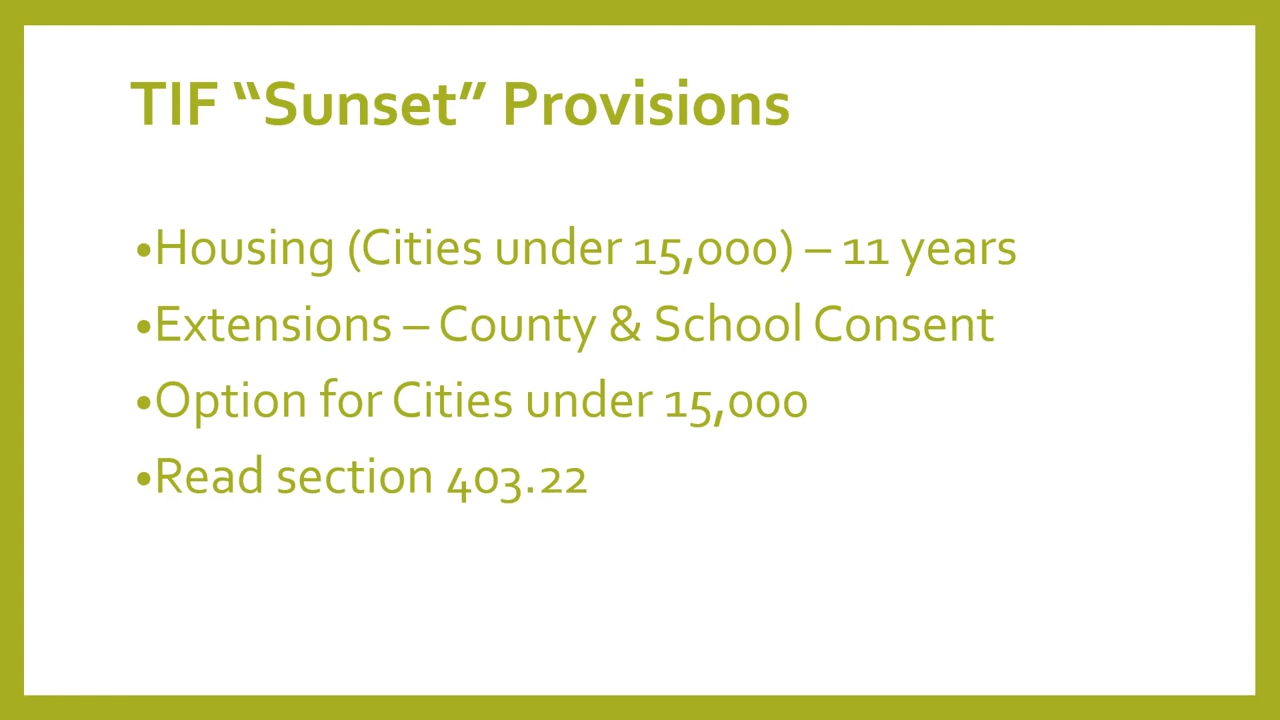 TIF “Sunset” Provisions
•Housing (Cities under 15,000) – 11 years
•Extensions – County & School Consent
•Option for Cities under 15,000
•Read section 403.22